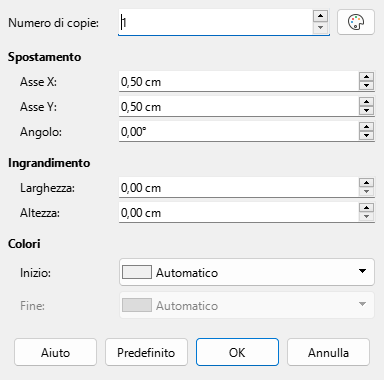 Numero di copie: 1
Spostamento
Asse X: 0,50 cm
Asse Y: 0,50 cm
Angolo: 0,00°
Ingrandimento
Larghezza: 0,00 cm
Altezza: 0,00 cm
Colori
Inizio: Automatico
Fine: Automatico
Aiuto Predefinito OK Annulla